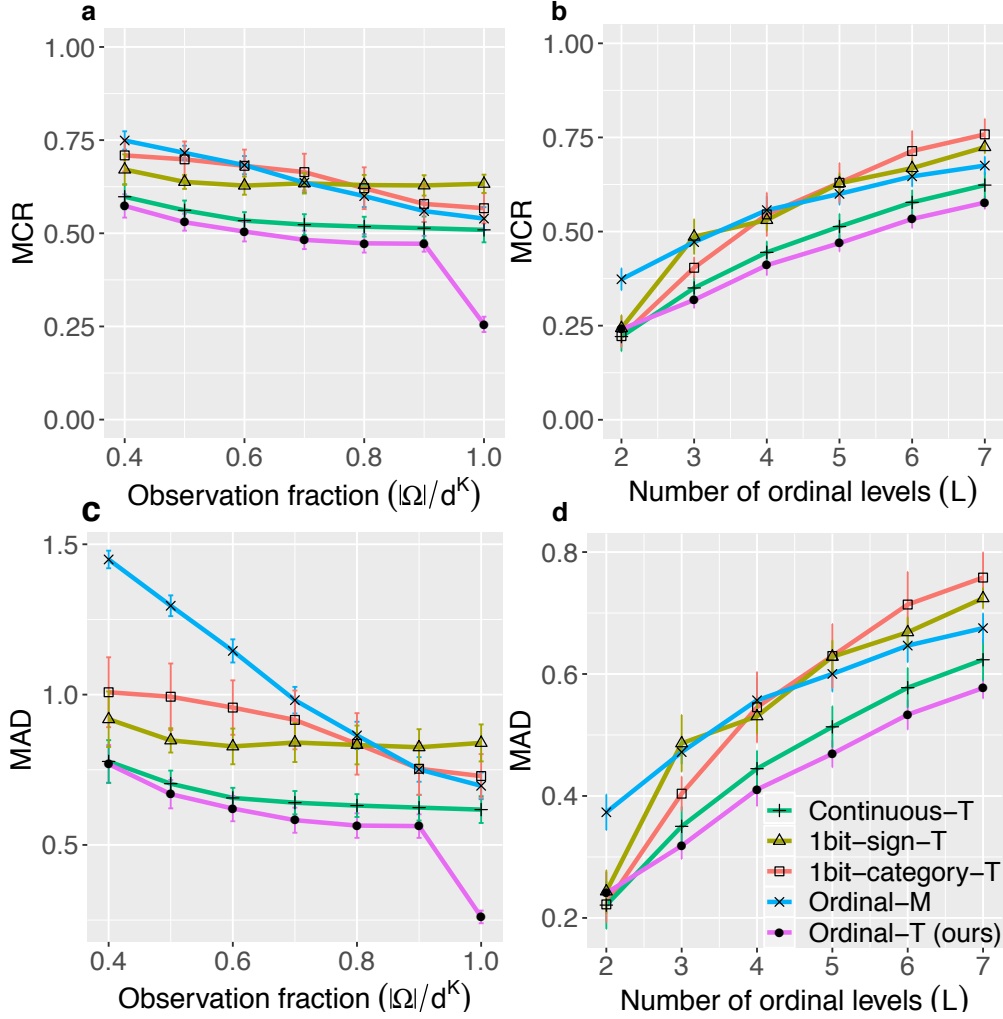 a
1.00
0.75
0.50
0.25
0.00
MCR
0.4 0.6 0.8 1.0
Observation fraction (|Ω|/d^K)
b
1.00
0.75
0.50
0.25
0.00
MCR
2 3 4 5 6 7
Number of ordinal levels (L)
c
1.5
1.0
0.5
MAD
0.4 0.6 0.8 1.0
Observation fraction (|Ω|/d^K)
d
0.8
0.6
0.4
0.2
MAD
Continuous−T
1bit−sign−T
1bit−category−T
Ordinal−M
Ordinal−T (ours)
2 3 4 5 6 7
Number of ordinal levels (L)